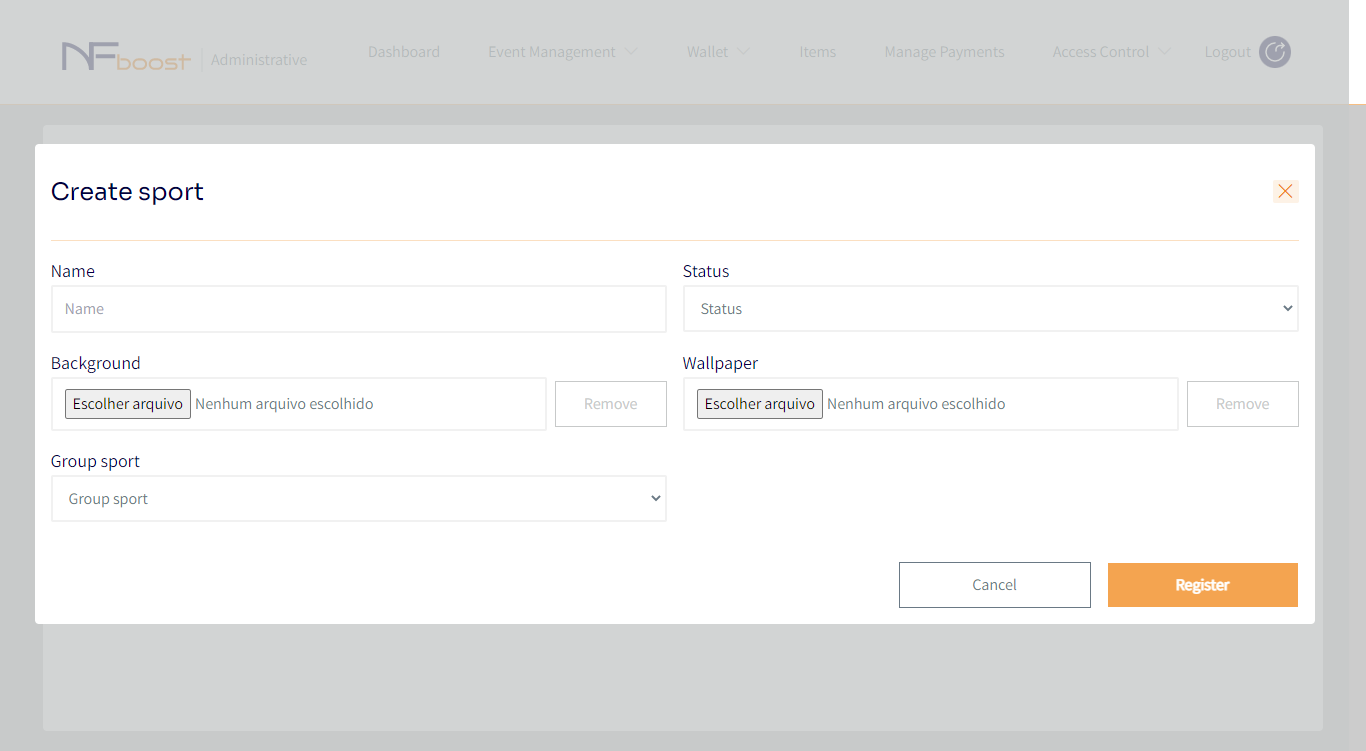 NFboost Administrative Dashboard Event Management Wallet Items Manage Payments Access Control Logout
Create sport
Name Status
Name Status
Background Wallpaper
Escolher arquivo Nenhum arquivo escolhido Remove Escolher arquivo Nenhum arquivo escolhido Remove
Group sport
Group sport
Cancel Register